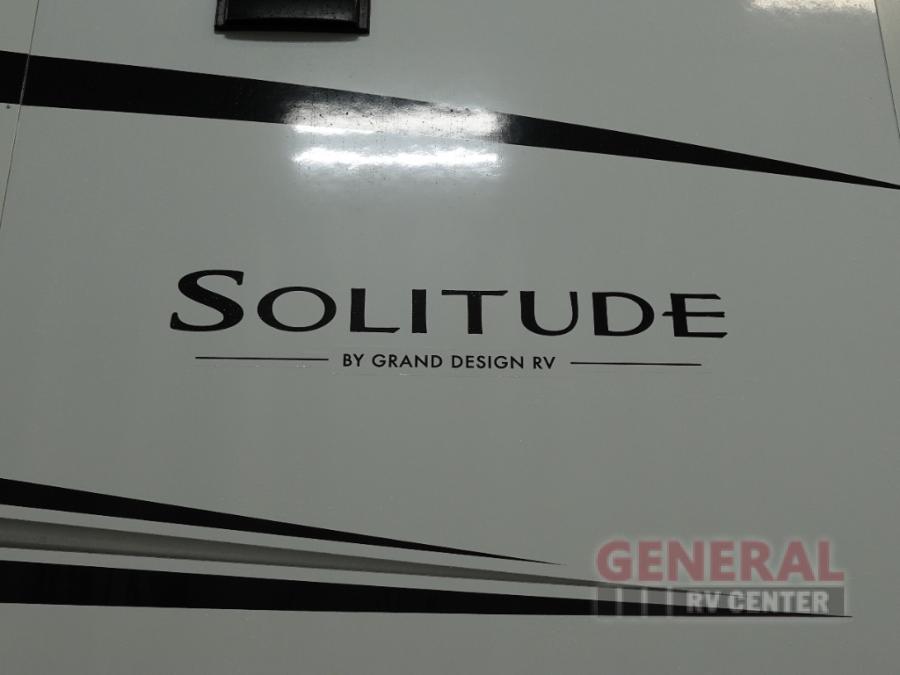 SOLITUDE
BY GRAND DESIGN RV
GENERAL
RV CENTER